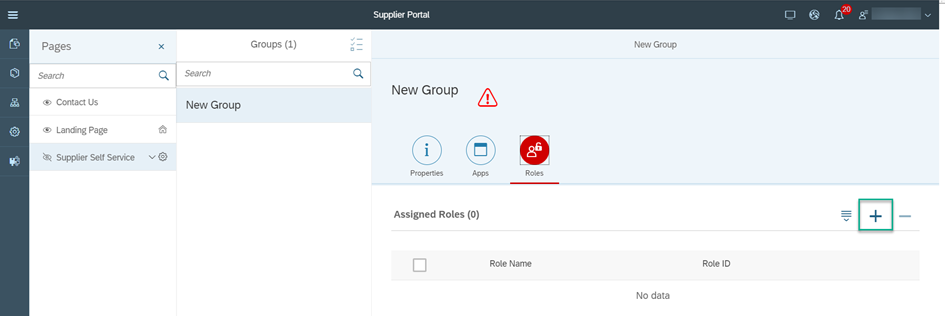 Supplier Portal
20
Pages
Search
Contact Us
Landing Page
Supplier Self Service
Groups (1)
Search
New Group
New Group
New Group
Properties
Apps
Roles
Assigned Roles (0)
Role Name
Role ID
No data